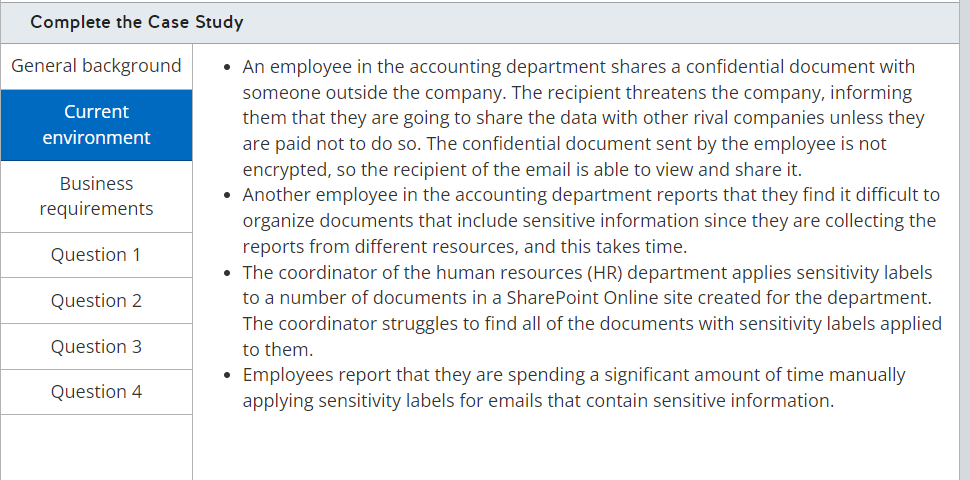 Complete the Case Study
General background
Current
environment
Business
requirements
Question 1
Question 2
Question 3
Question 4
• An employee in the accounting department shares a confidential document with
someone outside the company. The recipient threatens the company, informing
them that they are going to share the data with other rival companies unless they
are paid not to do so. The confidential document sent by the employee is not
encrypted, so the recipient of the email is able to view and share it.
• Another employee in the accounting department reports that they find it difficult to
organize documents that include sensitive information since they are collecting the
reports from different resources, and this takes time.
• The coordinator of the human resources (HR) department applies sensitivity labels
to a number of documents in a SharePoint Online site created for the department.
The coordinator struggles to find all of the documents with sensitivity labels applied
to them.
• Employees report that they are spending a significant amount of time manually
applying sensitivity labels for emails that contain sensitive information.